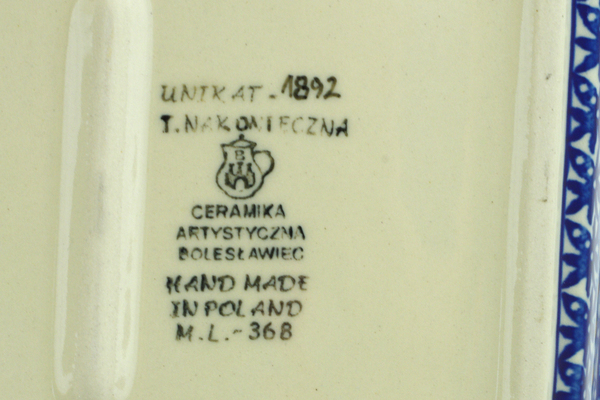 UNIKAT - 1892
T. NAKONIECZNA
B
CERAMIKA
ARTYSTYCZNA
BOLESŁAWIEC
HAND MADE
IN POLAND
M.L.-368